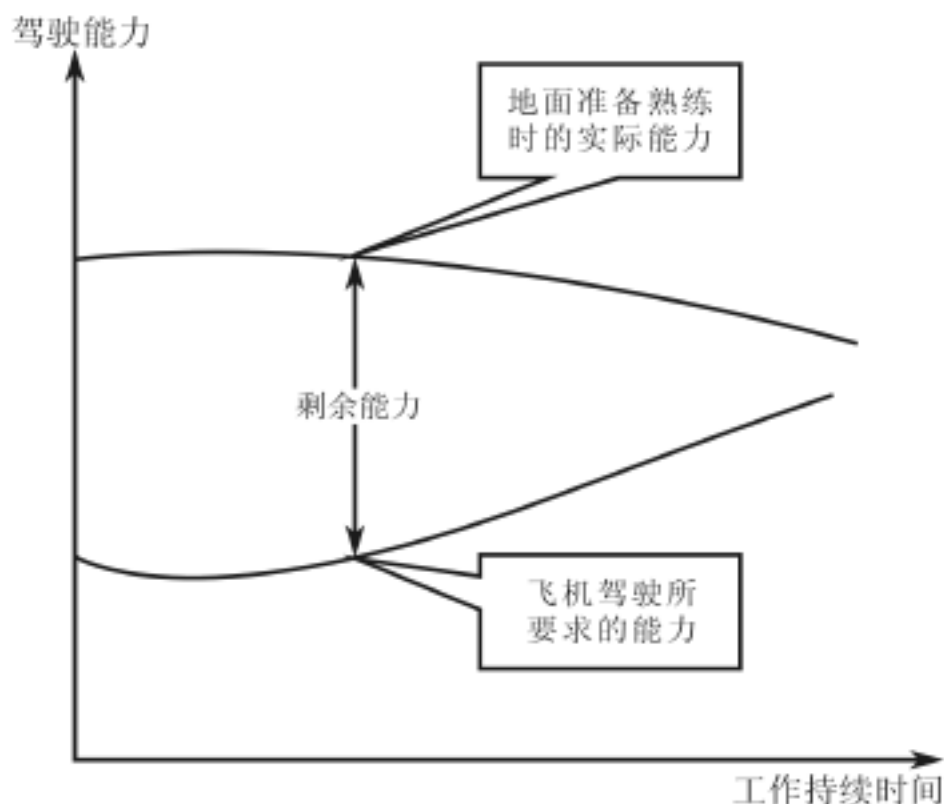 驾驶能力
地面准备熟练
时的实际能力
剩余能力
飞机驾驶所
要求的能力
工作持续时间